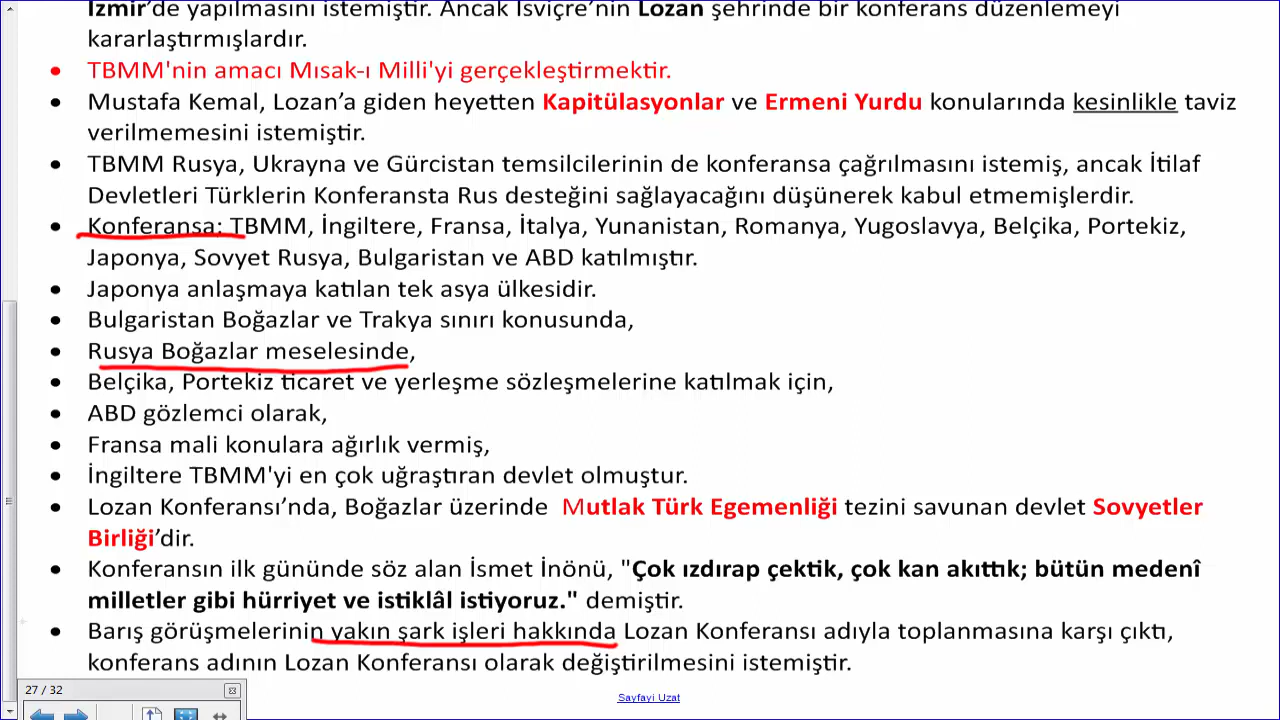 İzmir’de yapılmasını istemiştir. Ancak İsviçre’nin Lozan şehrinde bir konferans düzenlemeyi
kararlaştırmışlardır.
• TBMM'nin amacı Mısak-ı Milli'yi gerçekleştirmektir.
• Mustafa Kemal, Lozan’a giden heyetten Kapitülasyonlar ve Ermeni Yurdu konularında kesinlikle taviz
verilmemesini istemiştir.
• TBMM Rusya, Ukrayna ve Gürcistan temsilcilerinin de konferansa çağrılmasını istemiş, ancak İtilaf
Devletleri Türklerin Konferansta Rus desteğini sağlayacağını düşünerek kabul etmemişlerdir.
• Konferansa; TBMM, İngiltere, Fransa, İtalya, Yunanistan, Romanya, Yugoslavya, Belçika, Portekiz,
Japonya, Sovyet Rusya, Bulgaristan ve ABD katılmıştır.
• Japonya anlaşmaya katılan tek asya ülkesidir.
• Bulgaristan Boğazlar ve Trakya sınırı konusunda,
• Rusya Boğazlar meselesinde,
• Belçika, Portekiz ticaret ve yerleşme sözleşmelerine katılmak için,
• ABD gözlemci olarak,
• Fransa mali konulara ağırlık vermiş,
• İngiltere TBMM'yi en çok uğraştıran devlet olmuştur.
• Lozan Konferansı’nda, Boğazlar üzerinde Mutlak Türk Egemenliği tezini savunan devlet Sovyetler
Birliği’dir.
• Konferansın ilk gününde söz alan İsmet İnönü, "Çok ızdırap çektik, çok kan akıttık; bütün medenî
milletler gibi hürriyet ve istiklâl istiyoruz." demiştir.
• Barış görüşmelerinin yakın şark işleri hakkında Lozan Konferansı adıyla toplanmasına karşı çıktı,
konferans adının Lozan Konferansı olarak değiştirilmesini istemiştir.
27 / 32
Sayfayi Uzat